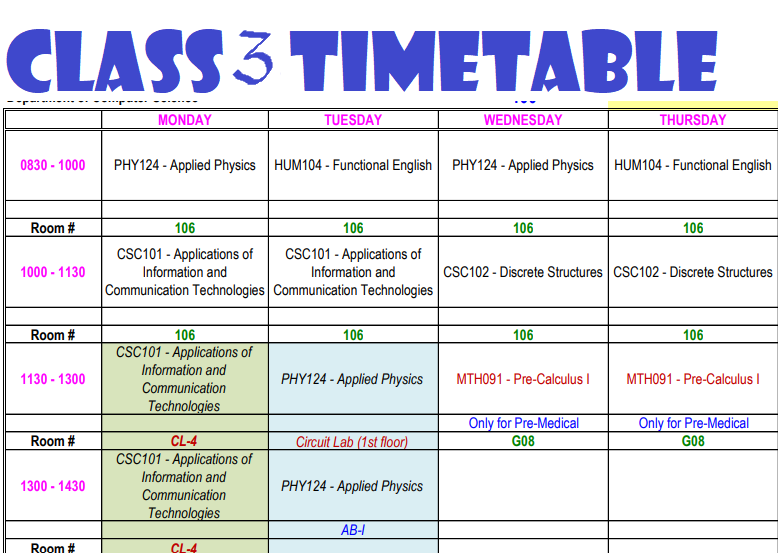 CLASS 3 TIMETABLE
Department of Computer Science
MONDAY TUESDAY WEDNESDAY THURSDAY
0830 - 1000 PHY124 - Applied Physics HUM104 - Functional English PHY124 - Applied Physics HUM104 - Functional English
Room # 106 106 106 106
1000 - 1130 CSC101 - Applications of Information and Communication Technologies CSC101 - Applications of Information and Communication Technologies CSC102 - Discrete Structures CSC102 - Discrete Structures
Room # 106 106 106 106
1130 - 1300 CSC101 - Applications of Information and Communication Technologies PHY124 - Applied Physics MTH091 - Pre-Calculus I MTH091 - Pre-Calculus I
Only for Pre-Medical Only for Pre-Medical
Room # CL-4 Circuit Lab (1st floor) G08 G08
1300 - 1430 CSC101 - Applications of Information and Communication Technologies PHY124 - Applied Physics
AB-I
Room # CL-4